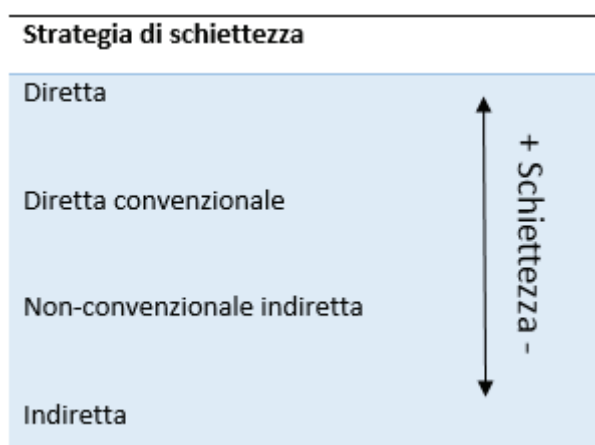 Strategia di schiettezza
Diretta
Diretta convenzionale
Non-convenzionale indiretta
Indiretta
+ Schiettezza -